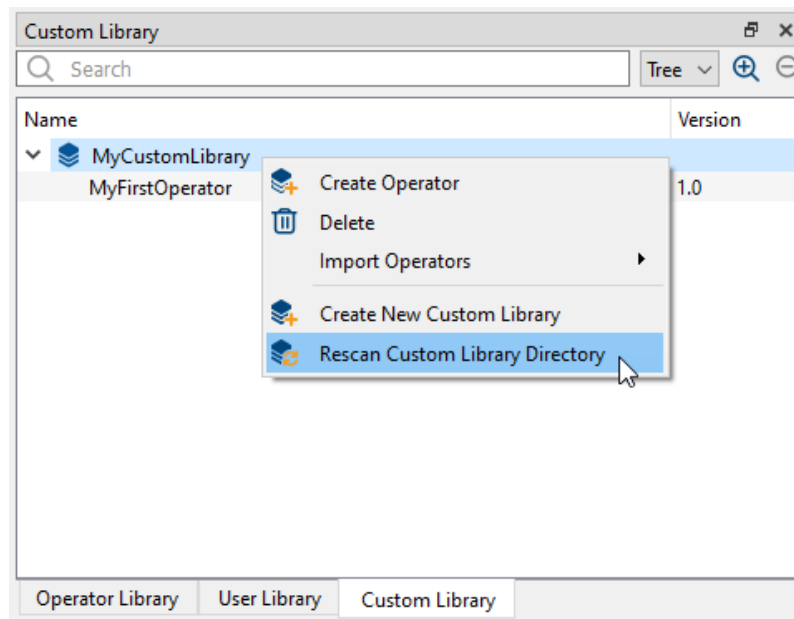 Custom Library
Search
Tree
Name Version
MyCustomLibrary
MyFirstOperator 1.0
Create Operator
Delete
Import Operators
Create New Custom Library
Rescan Custom Library Directory
Operator Library User Library Custom Library